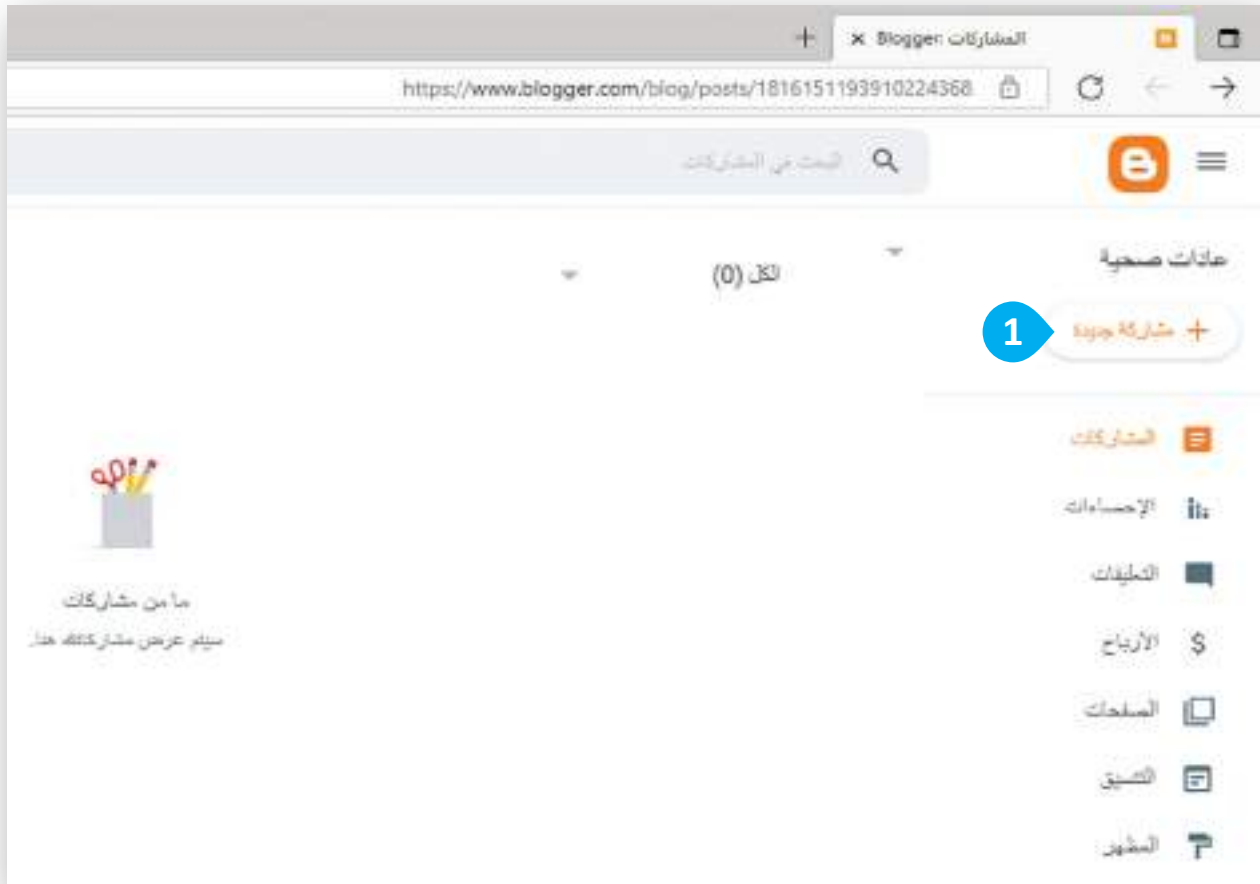 المشاركات :Blogger
https://www.blogger.com/blog/posts/1816151193910224368
البحث في المشاركات
عادات صحية
الكل (0)
1
مشاركة جديدة
المشاركات
الإحصاءات
التعليقات
الأرباح
الصفحات
التنسيق
المظهر
ما من مشاركات
سيتم عرض مشاركاتك هنا.